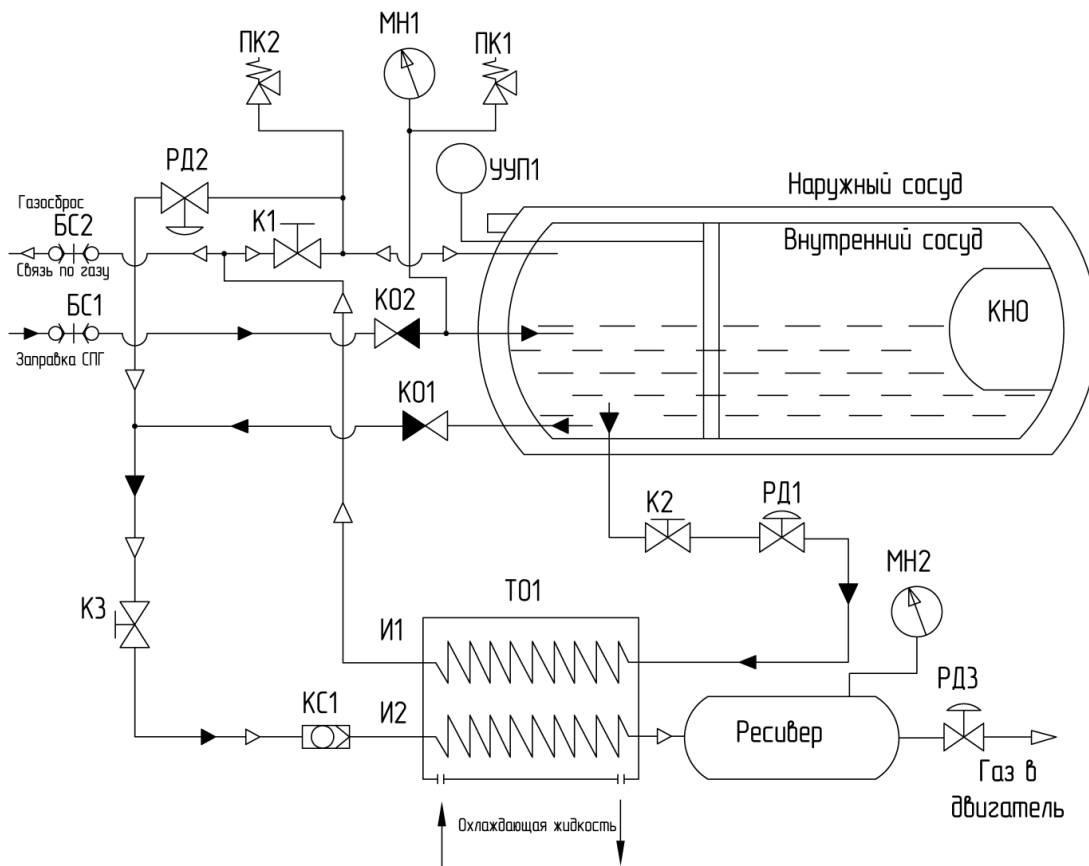 ПК2
МН1
ПК1
РД2
УУП1
Наружный сосуд
Газосброс
БС2
К1
Внутренний сосуд
Связь по газу
БС1
КО2
КНО
Заправка СПГ
КО1
К2
РД1
МН2
ТО1
К3
И1
РД3
КС1
И2
Ресивер
Газ в
двигатель
Охлаждающая жидкость